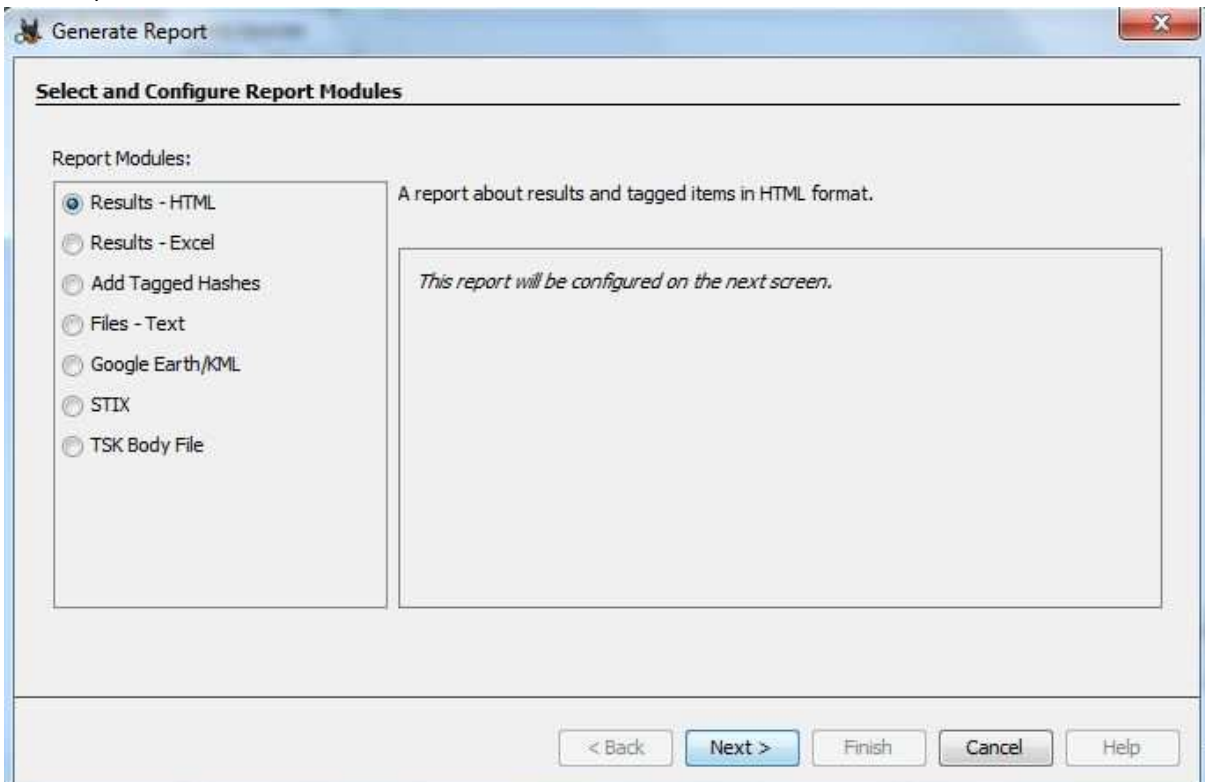 Generate Report
Select and Configure Report Modules
Report Modules:
Results - HTML
Results - Excel
Add Tagged Hashes
Files - Text
Google Earth/KML
STIX
TSK Body File
A report about results and tagged items in HTML format.
This report will be configured on the next screen.
< Back Next > Finish Cancel Help